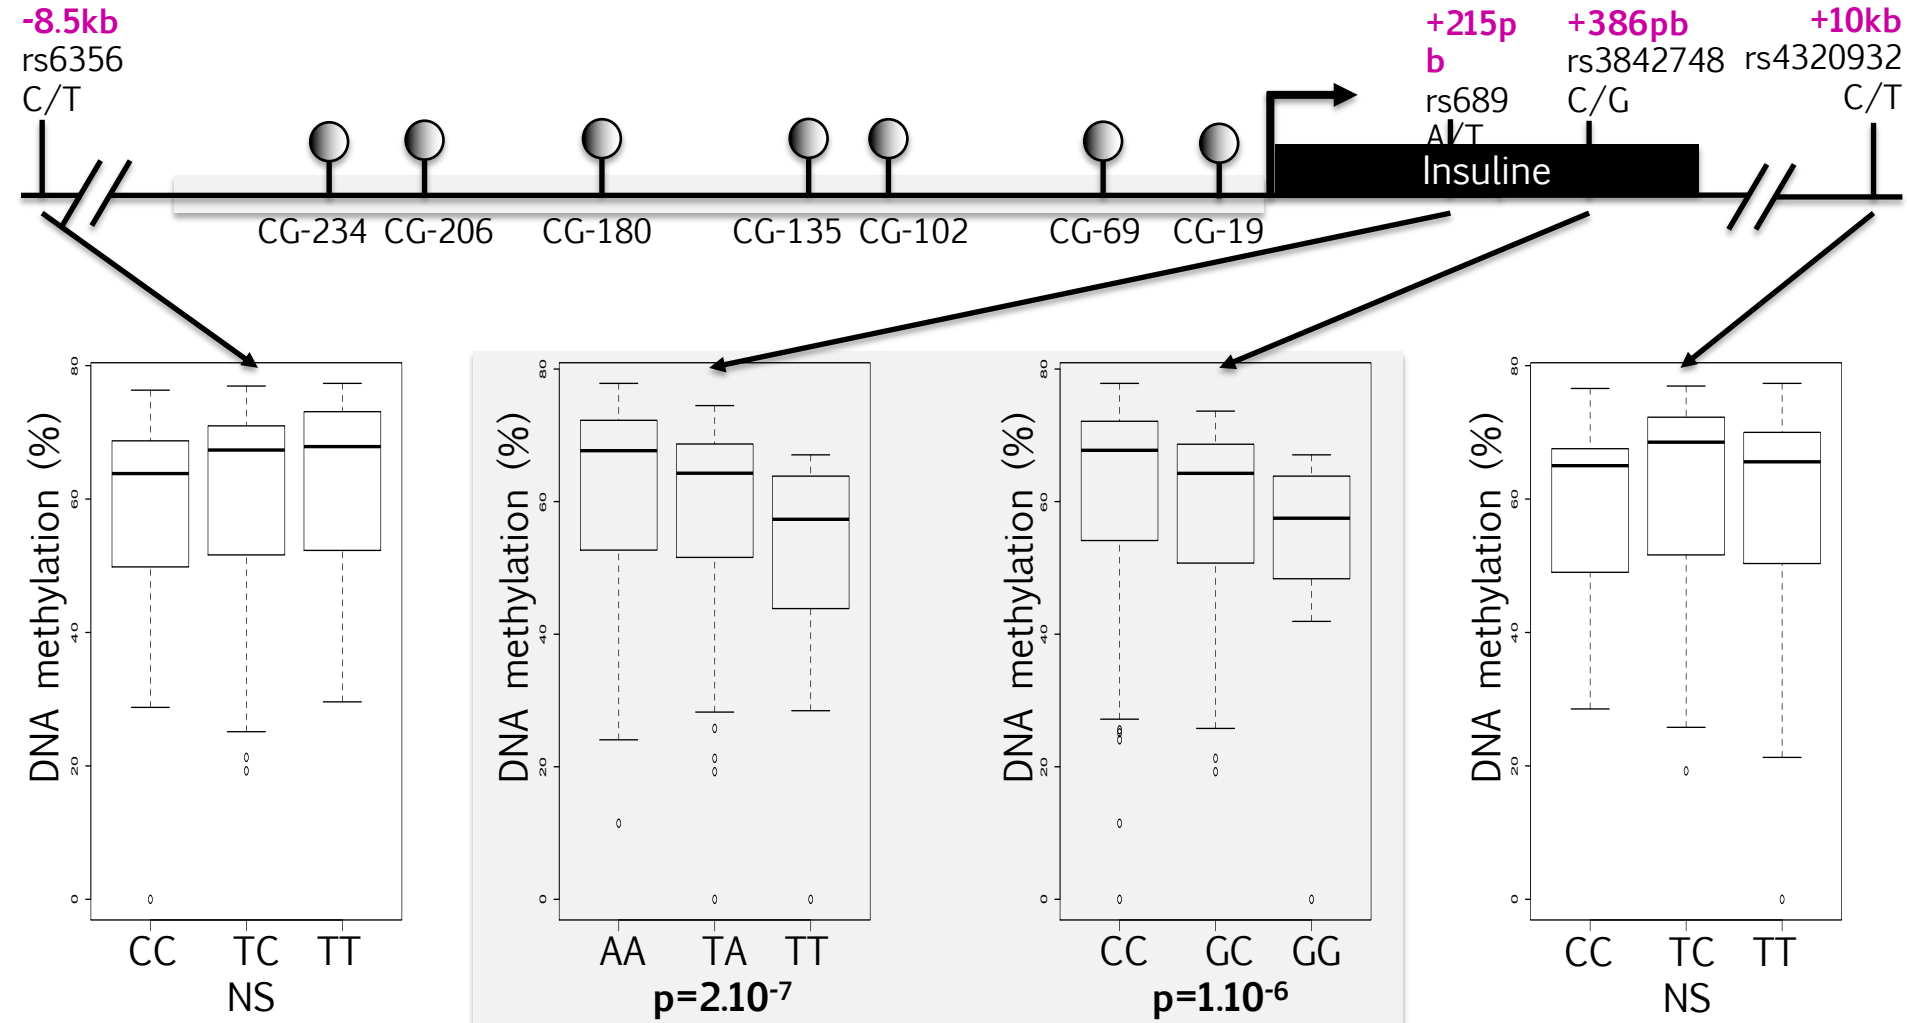 -8.5kb
rs6356
C/T
+215p
b
rs689
A/T
+386pb
rs3842748
C/G
+10kb
rs4320932
C/T
Insuline
CG-234 CG-206 CG-180 CG-135 CG-102 CG-69 CG-19
DNA methylation (%)
80
60
40
20
0
CC TC TT
NS
DNA methylation (%)
80
60
40
20
0
AA TA TT
p=2.10⁻⁷
DNA methylation (%)
80
60
40
20
0
CC GC GG
p=1.10⁻⁶
DNA methylation (%)
80
60
40
20
0
CC TC TT
NS